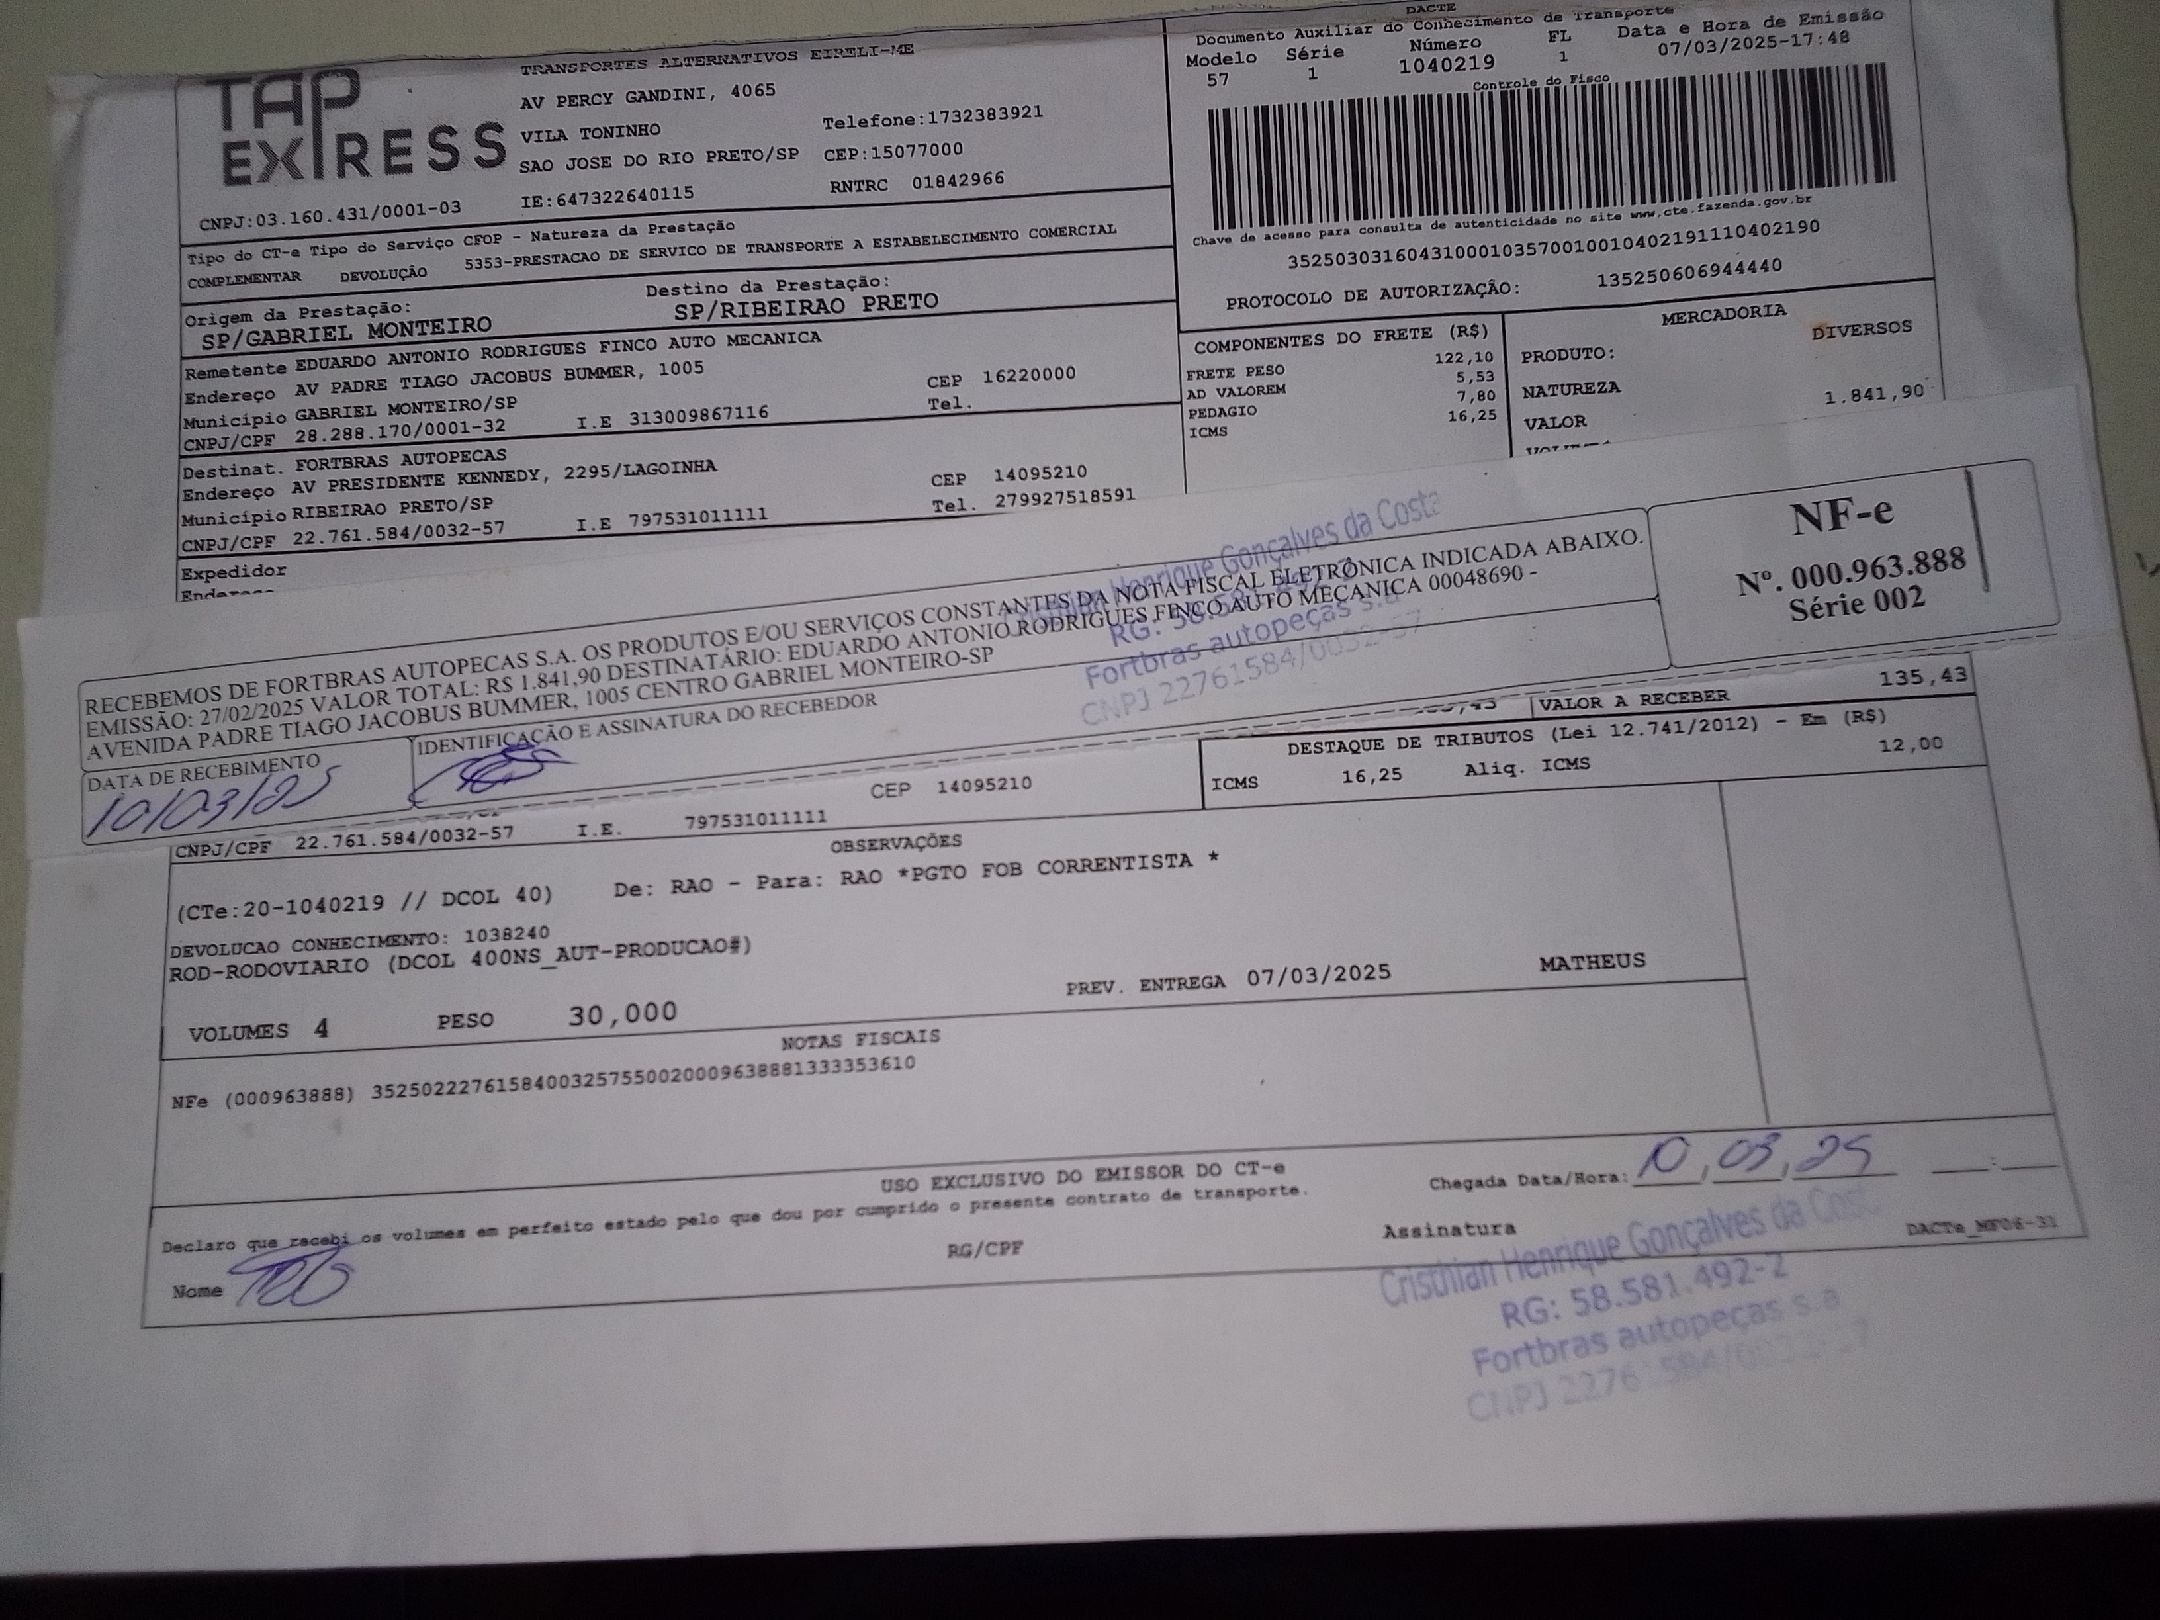 TAP
EXPRESS
TRANSPORTES ALTERNATIVOS EIRELI-ME
AV PERCY GANDINI, 4065
VILA TONINHO Telefone:1732383921
SAO JOSE DO RIO PRETO/SP CEP:15077000
CNPJ:03.160.431/0001-03 IE:647322640115 RNTRC 01842966
DACTE
Documento Auxiliar do Conhecimento de Transporte
Modelo Série Número FL Data e Hora de Emissão
57 1 1040219 1 07/03/2025-17:48
Controle do Fisco
Chave de acesso para consulta de autenticidade no site www.cte.fazenda.gov.br
35250303160431000103570010010402191110402190
PROTOCOLO DE AUTORIZAÇÃO: 135250606944440
Tipo do CT-e Tipo do Serviço CFOP - Natureza da Prestação
COMPLEMENTAR DEVOLUÇÃO 5353-PRESTACAO DE SERVICO DE TRANSPORTE A ESTABELECIMENTO COMERCIAL
Origem da Prestação: Destino da Prestação:
SP/GABRIEL MONTEIRO SP/RIBEIRAO PRETO
Remetente EDUARDO ANTONIO RODRIGUES FINCO AUTO MECANICA
Endereço AV PADRE TIAGO JACOBUS BUMMER, 1005
Município GABRIEL MONTEIRO/SP CEP 16220000
CNPJ/CPF 28.288.170/0001-32 I.E 313009867116 Tel.
Destinat. FORTBRAS AUTOPECAS
Endereço AV PRESIDENTE KENNEDY, 2295/LAGOINHA
Município RIBEIRAO PRETO/SP CEP 14095210
CNPJ/CPF 22.761.584/0032-57 I.E 797531011111 Tel. 279927518591
Expedidor
COMPONENTES DO FRETE (R$)
FRETE PESO 122,10
AD VALOREM 5,53
PEDAGIO 7,80
ICMS 16,25
MERCADORIA
PRODUTO: DIVERSOS
NATUREZA
VALOR 1.841,90
RECEBEMOS DE FORTBRAS AUTOPECAS S.A. OS PRODUTOS E/OU SERVIÇOS CONSTANTES DA NOTA FISCAL ELETRÔNICA INDICADA ABAIXO.
EMISSÃO: 27/02/2025 VALOR TOTAL: R$ 1.841,90 DESTINATÁRIO: EDUARDO ANTONIO RODRIGUES FINCO AUTO MECANICA 00048690 -
AVENIDA PADRE TIAGO JACOBUS BUMMER, 1005 CENTRO GABRIEL MONTEIRO-SP
DATA DE RECEBIMENTO IDENTIFICAÇÃO E ASSINATURA DO RECEBEDOR
10/03/25
NF-e
Nº. 000.963.888
Série 002
Henrique Gonçalves da Costa
RG: 58.581.492-2
Fortbras autopeças s.a
CNPJ 22761584/0032-57
VALOR A RECEBER 135,43
DESTAQUE DE TRIBUTOS (Lei 12.741/2012) - Em (R$)
ICMS 16,25 Aliq. ICMS 12,00
CEP 14095210
CNPJ/CPF 22.761.584/0032-57 I.E. 797531011111
OBSERVAÇÕES
(CTe:20-1040219 // DCOL 40) De: RAO - Para: RAO *PGTO FOB CORRENTISTA *
DEVOLUCAO CONHECIMENTO: 1038240
ROD-RODOVIARIO (DCOL 400NS_AUT-PRODUCAO#)
VOLUMES 4 PESO 30,000 PREV. ENTREGA 07/03/2025 MATHEUS
NOTAS FISCAIS
NFe (000963888) 35250222761584003257550020009638881333353610
USO EXCLUSIVO DO EMISSOR DO CT-e
Declaro que recebi os volumes em perfeito estado pelo que dou por cumprido o presente contrato de transporte.
Chegada Data/Hora: 10/03/25 __:__
Nome RG/CPF Assinatura
DACTe_MF06-31
Cristhian Henrique Gonçalves da Cost
RG: 58.581.492-2
Fortbras autopeças s.a